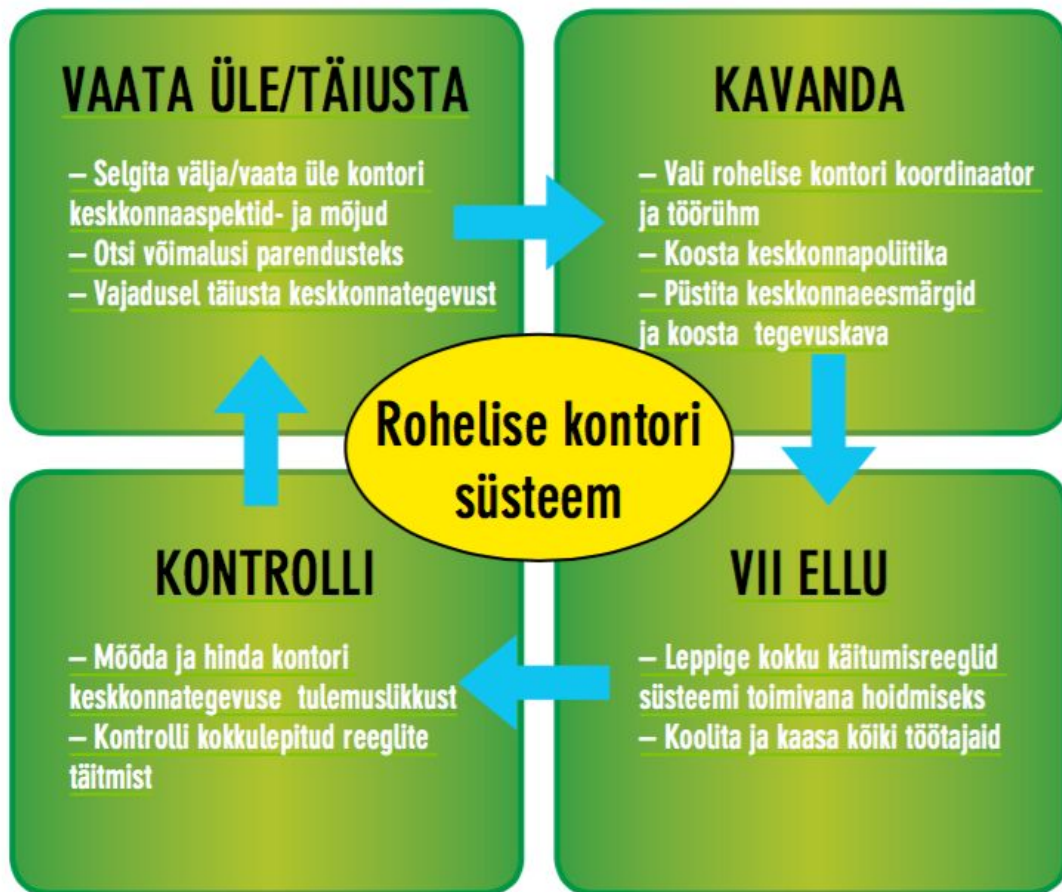 VAATA ÜLE/TÄIUSTA
– Selgita välja/vaata üle kontori
keskkonnaaspektid- ja mõjud
– Otsi võimalusi parendusteks
– Vajadusel täiusta keskkonnategevust
KAVANDA
– Vali rohelise kontori koordinaator
ja töörühm
– Koosta keskkonnapoliitika
– Püstita keskkonnaeesmärgid
ja koosta tegevuskava
Rohelise kontori
süsteem
KONTROLLI
– Mõõda ja hinda kontori
keskkonnategevuse tulemuslikkust
– Kontrolli kokkulepitud reeglite
täitmist
VII ELLU
– Leppige kokku käitumisreeglid
süsteemi toimivana hoidmiseks
– Koolita ja kaasa kõiki töötajaid